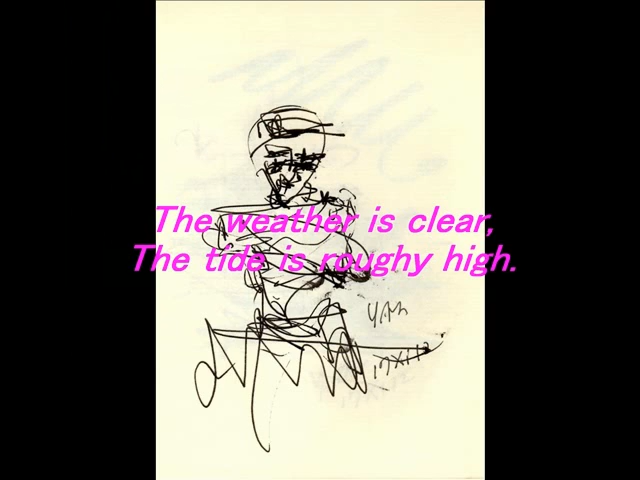 The weather is clear,
The tide is roughy high.